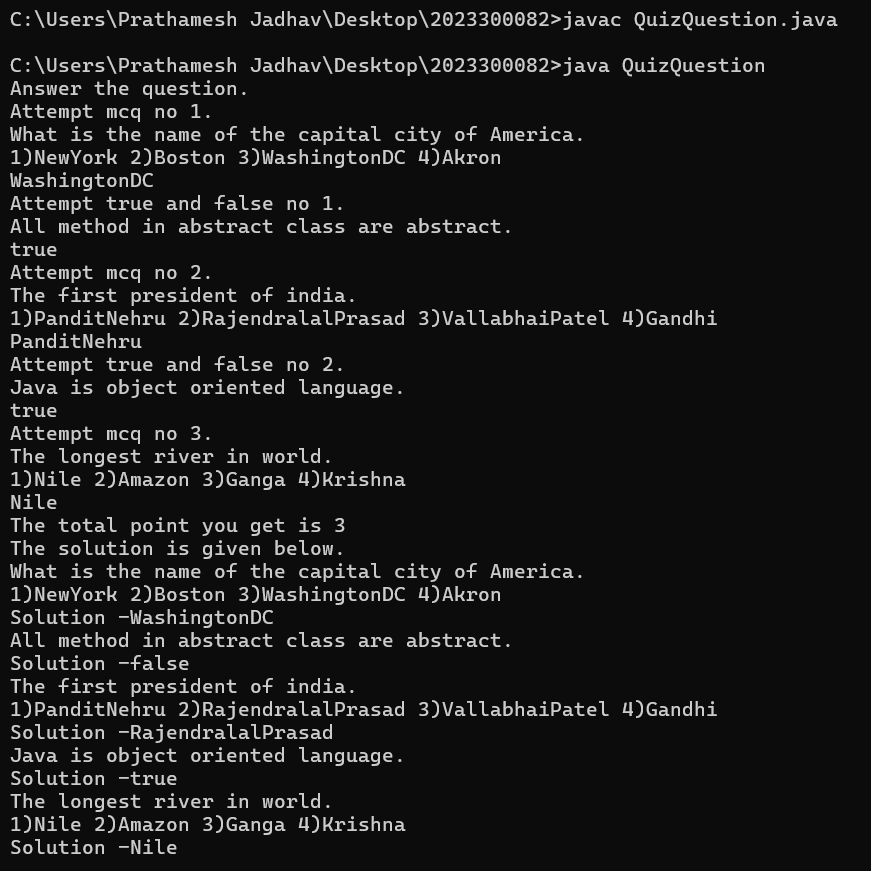 C:\Users\Prathamesh Jadhav\Desktop\2023300082>javac QuizQuestion.java
C:\Users\Prathamesh Jadhav\Desktop\2023300082>java QuizQuestion
Answer the question.
Attempt mcq no 1.
What is the name of the capital city of America.
1)NewYork 2)Boston 3)WashingtonDC 4)Akron
WashingtonDC
Attempt true and false no 1.
All method in abstract class are abstract.
true
Attempt mcq no 2.
The first president of india.
1)PanditNehru 2)RajendralalPrasad 3)VallabhaiPatel 4)Gandhi
PanditNehru
Attempt true and false no 2.
Java is object oriented language.
true
Attempt mcq no 3.
The longest river in world.
1)Nile 2)Amazon 3)Ganga 4)Krishna
Nile
The total point you get is 3
The solution is given below.
What is the name of the capital city of America.
1)NewYork 2)Boston 3)WashingtonDC 4)Akron
Solution -WashingtonDC
All method in abstract class are abstract.
Solution -false
The first president of india.
1)PanditNehru 2)RajendralalPrasad 3)VallabhaiPatel 4)Gandhi
Solution -RajendralalPrasad
Java is object oriented language.
Solution -true
The longest river in world.
1)Nile 2)Amazon 3)Ganga 4)Krishna
Solution -Nile